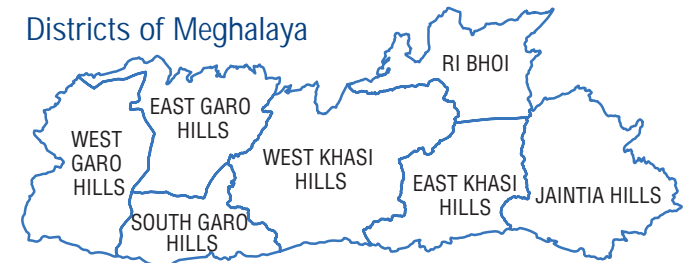 Districts of Meghalaya
RI BHOI
EAST GARO
HILLS
WEST
GARO
HILLS
WEST KHASI
HILLS
EAST KHASI
HILLS
JAINTIA HILLS
SOUTH GARO
HILLS